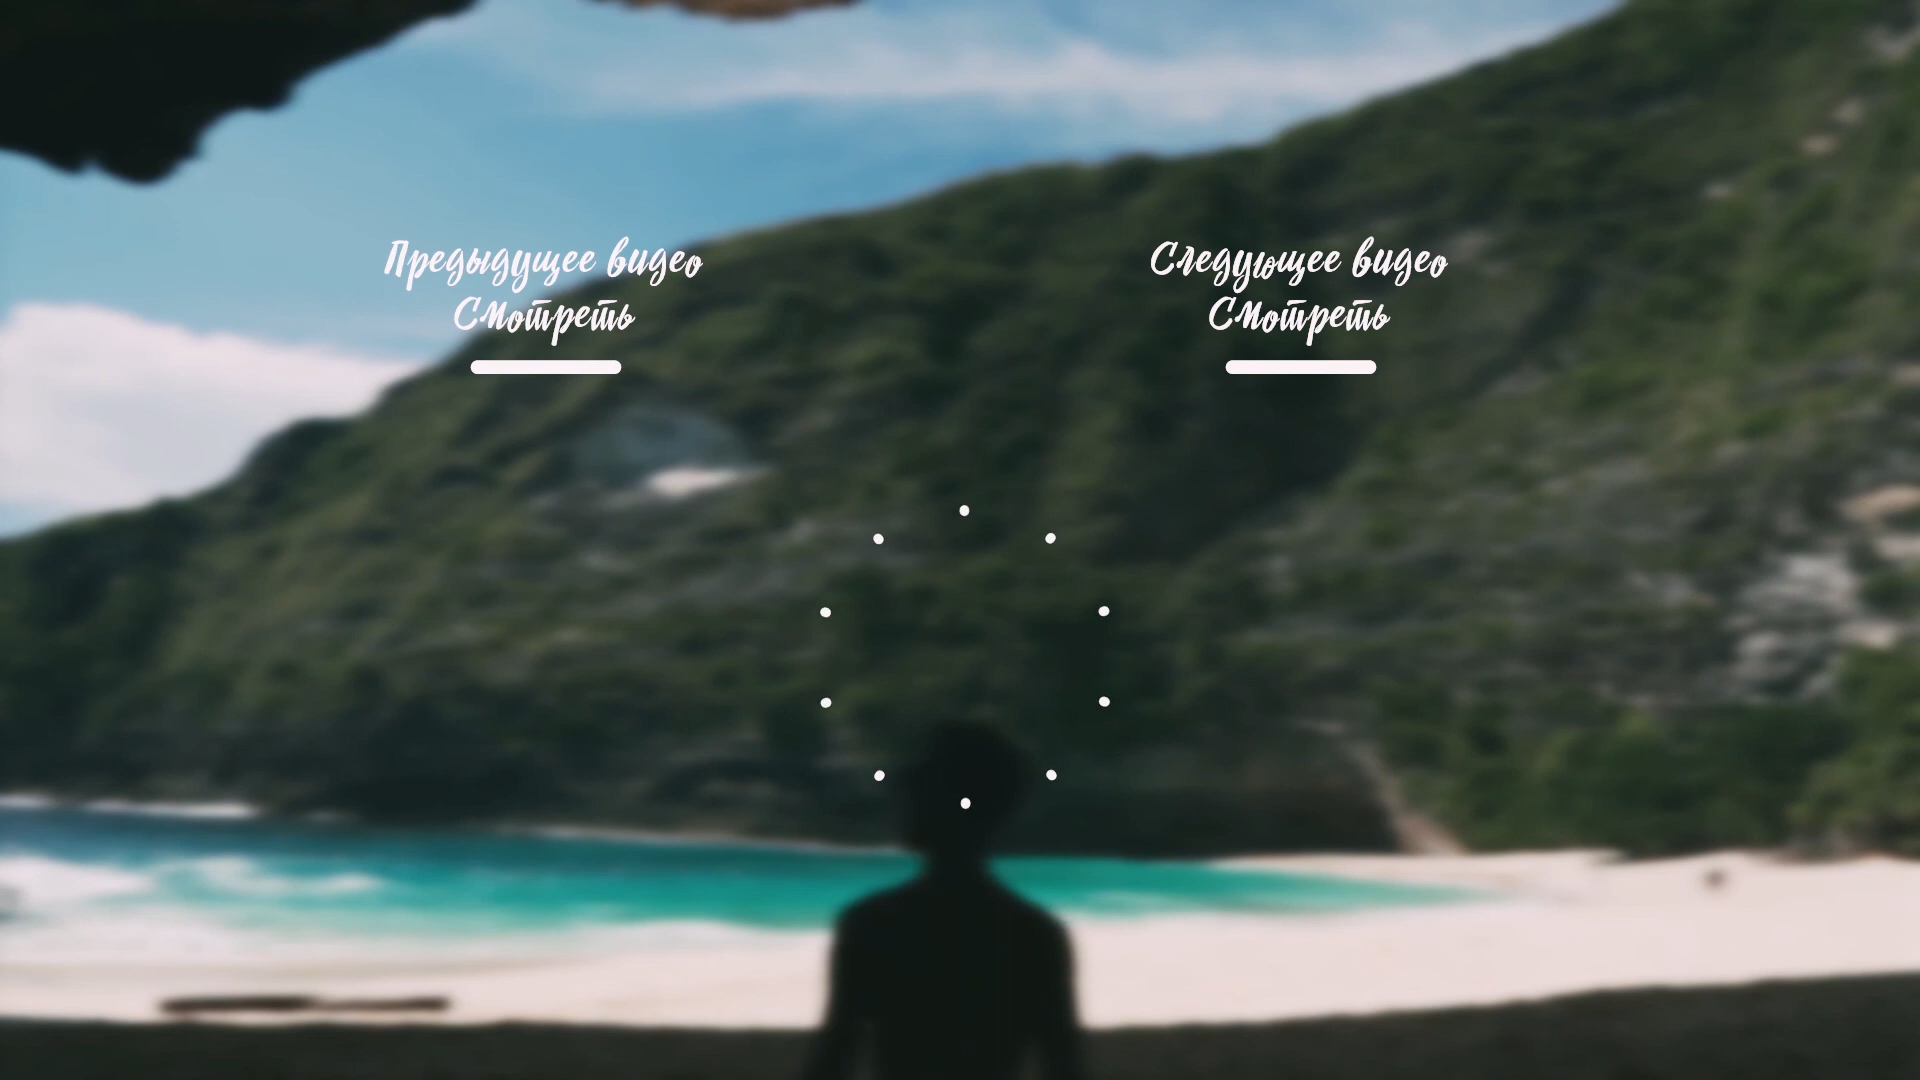 Предыдущее видео
Смотреть
Следующее видео
Смотреть